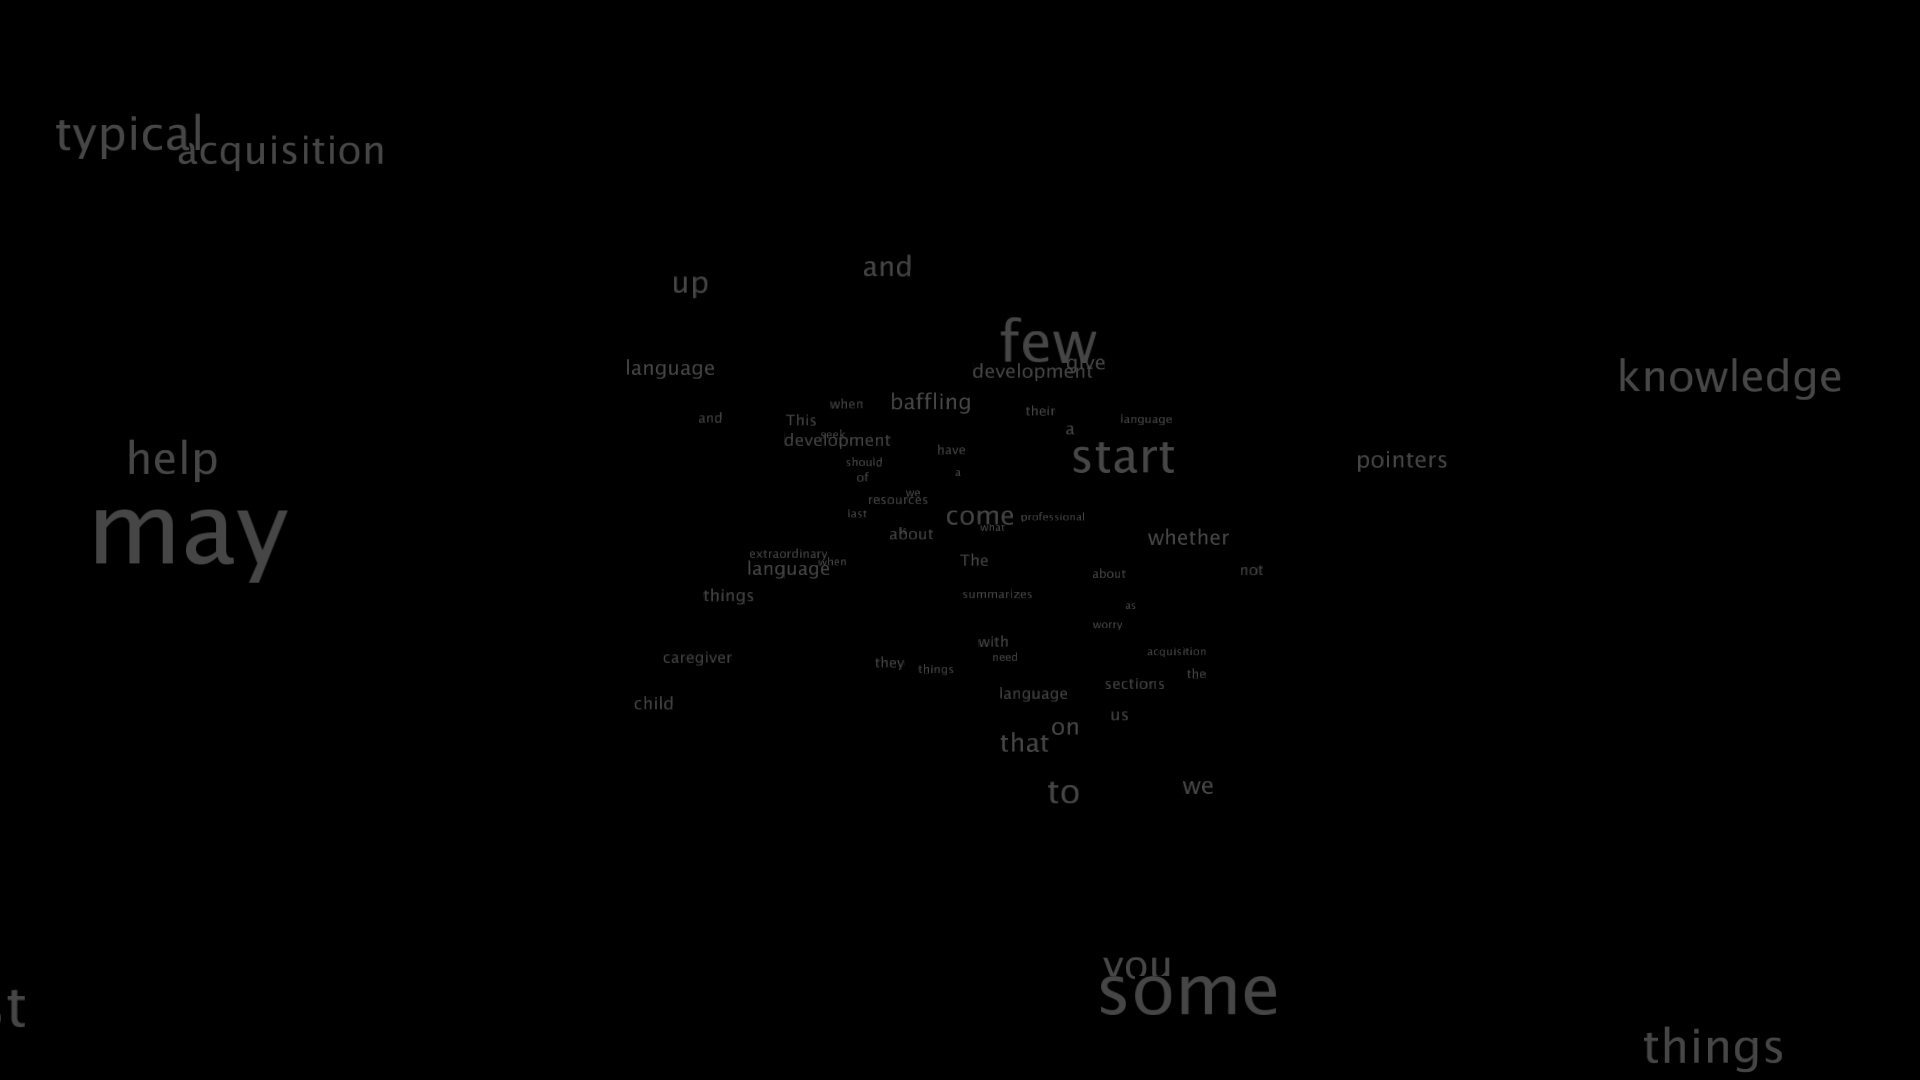 typical
acquisition
and
up
few
give
language
development
knowledge
baffling
when
their
and
This
language
a
seek
development
have
start
help
should
pointers
a
of
we
resources
may
last
come
professional
what
about
whether
extraordinary
The
when
language
not
about
summarizes
things
as
worry
with
acquisition
need
caregiver
they
things
the
sections
language
child
us
on
that
we
to
you
some
things